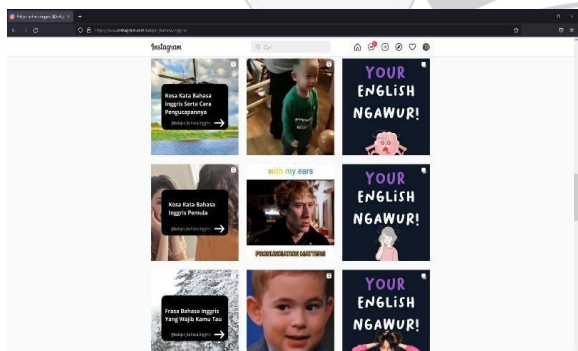 Instagram
Cari
Kosa Kata Bahasa
Inggris Serta Cara
Pengucapannya
YOUR
ENGLISH
NGAWUR!
Kosa Kata Bahasa
Inggris Pemula
with my ears
PRONUNCIATION MATTERS
YOUR
ENGLISH
NGAWUR!
Frasa Bahasa Inggris
Yang Wajib Kamu Tau
YOUR
ENGLISH
NGAWUR!